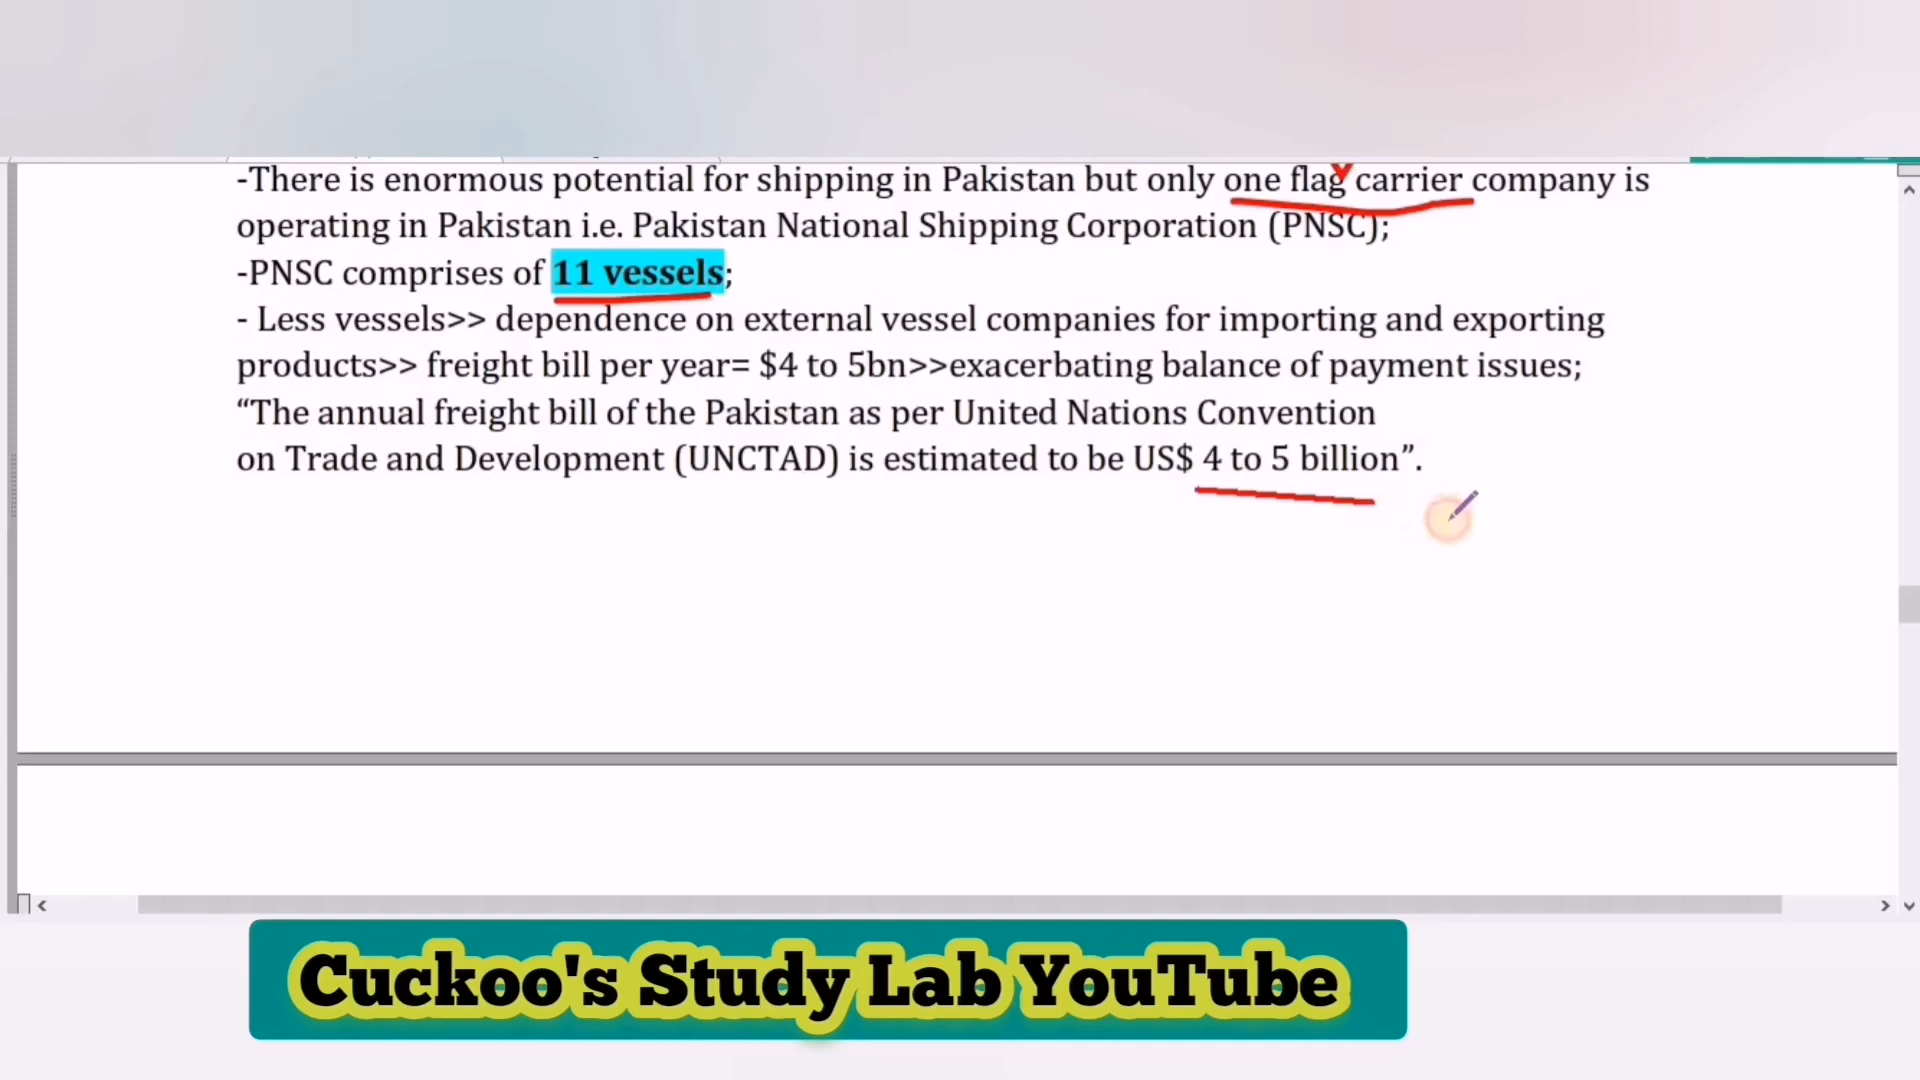 -There is enormous potential for shipping in Pakistan but only one flag carrier company is
operating in Pakistan i.e. Pakistan National Shipping Corporation (PNSC);
-PNSC comprises of 11 vessels;
- Less vessels>> dependence on external vessel companies for importing and exporting
products>> freight bill per year= $4 to 5bn>>exacerbating balance of payment issues;
“The annual freight bill of the Pakistan as per United Nations Convention
on Trade and Development (UNCTAD) is estimated to be US$ 4 to 5 billion”.
Cuckoo's Study Lab YouTube